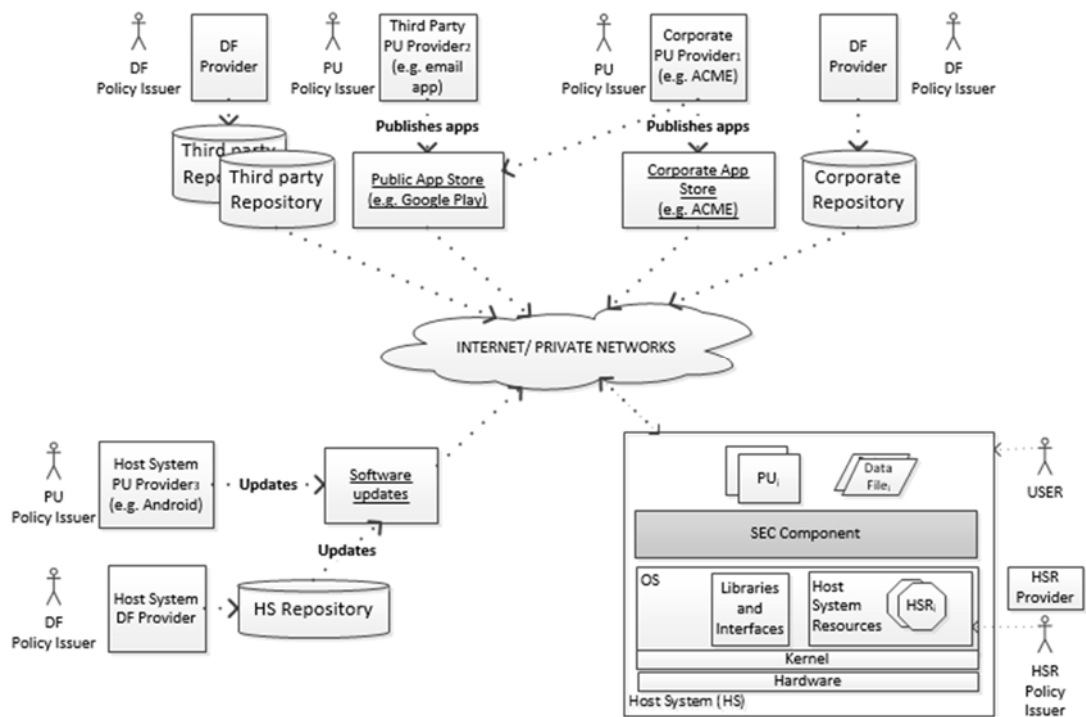 DF
Policy Issuer
DF
Provider
PU
Policy Issuer
Third Party
PU Provider₂
(e.g. email
app)
PU
Policy Issuer
Corporate
PU Provider₁
(e.g. ACME)
DF
Provider
DF
Policy Issuer
Publishes apps
Publishes apps
Third party
Repo
Third party
Repository
Public App Store
(e.g. Google Play)
Corporate App
Store
(e.g. ACME)
Corporate
Repository
INTERNET/ PRIVATE NETWORKS
PU
Policy Issuer
Host System
PU Provider₃
(e.g. Android)
Updates
Software
updates
Updates
DF
Policy Issuer
Host System
DF Provider
HS Repository
PUᵢ
Data
Fileᵢ
USER
SEC Component
OS
Libraries
and
Interfaces
Host
System
Resources
HSRᵢ
HSR
Provider
Kernel
Hardware
Host System (HS)
HSR
Policy
Issuer